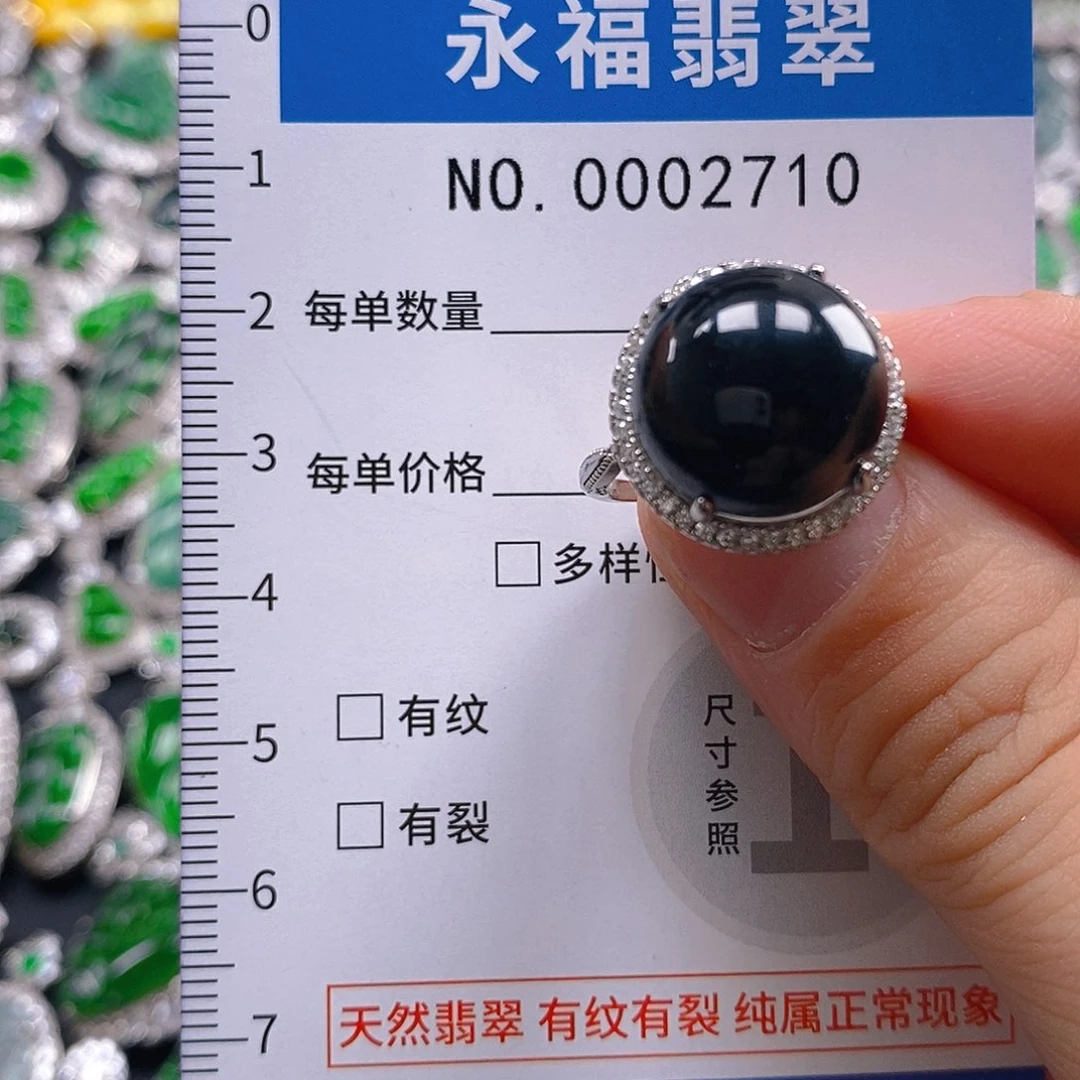 永福翡翠
NO. 0002710
0
1
2
3
4
5
6
7
每单数量
每单价格
多样
有纹
有裂
尺
寸
参
照
天然翡翠 有纹有裂 纯属正常现象